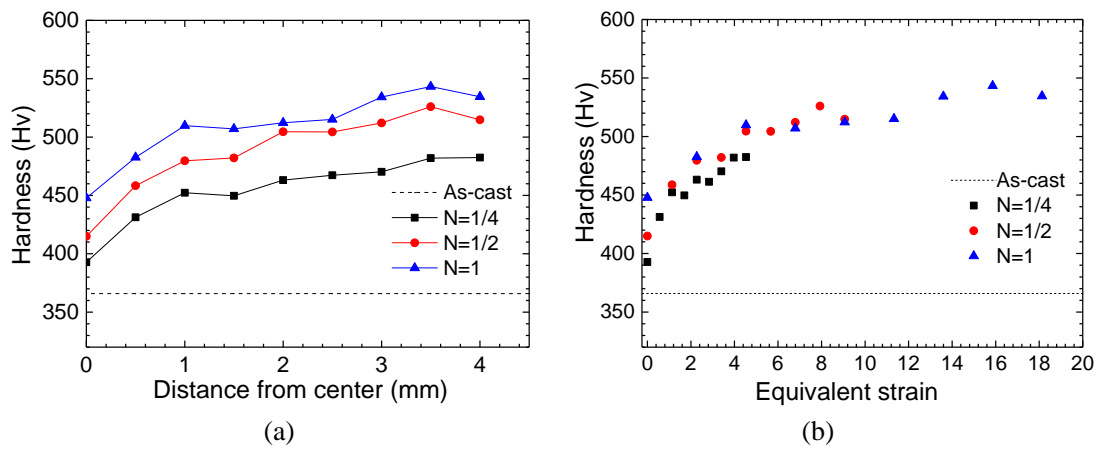 600
550
500
450
400
350
Hardness (Hv)
As-cast
N=1/4
N=1/2
N=1
0 1 2 3 4
Distance from center (mm)
(a)
600
550
500
450
400
350
Hardness (Hv)
As-cast
N=1/4
N=1/2
N=1
0 2 4 6 8 10 12 14 16 18 20
Equivalent strain
(b)